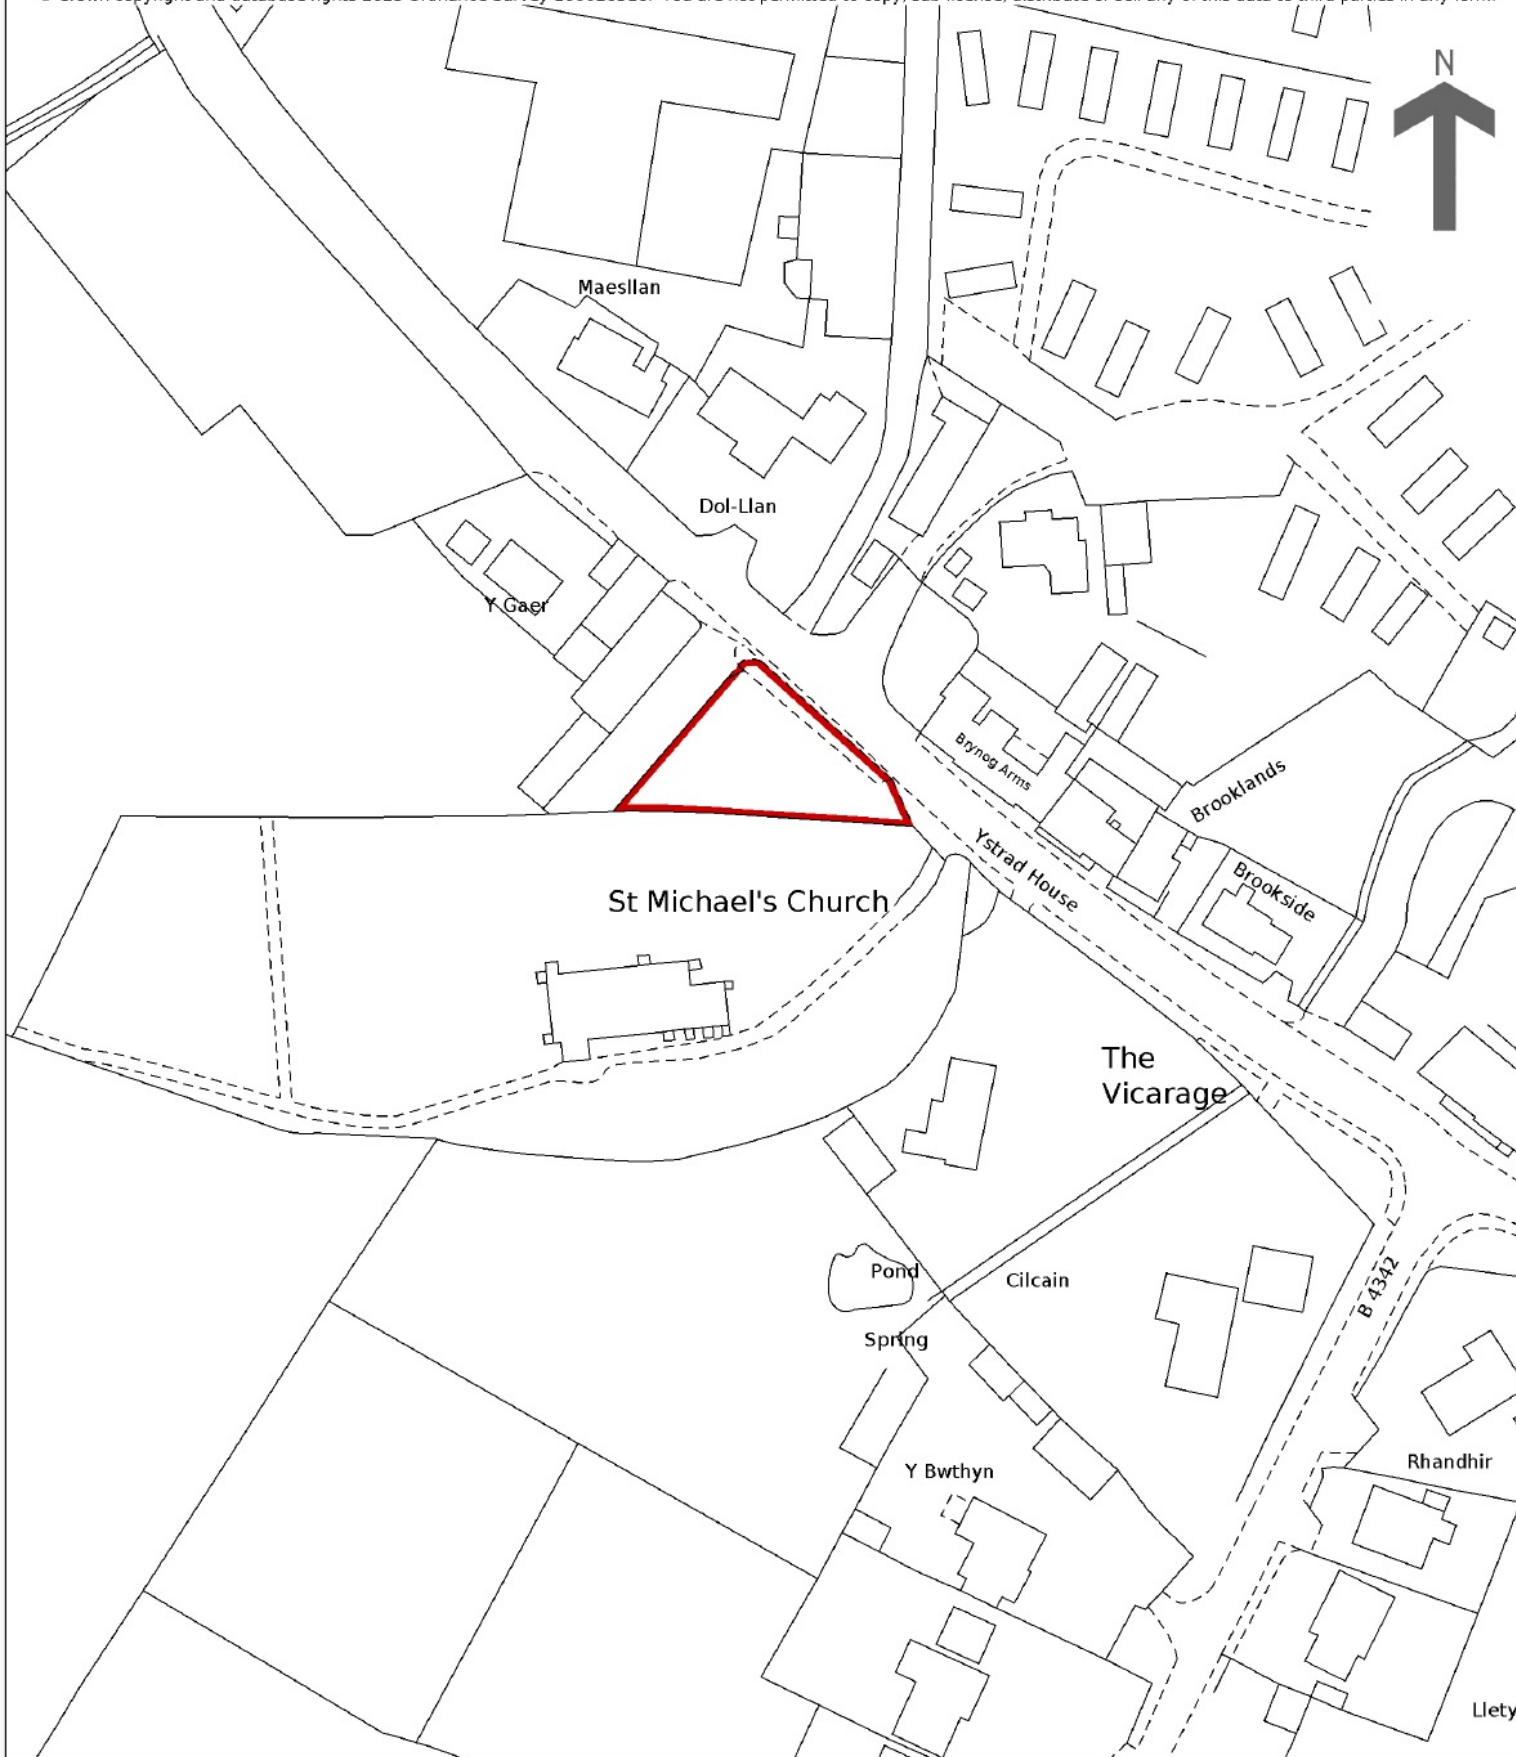 N
Maesllan
Dol-Llan
Y Gaer
Brynog Arms
Brooklands
Ystrad House
Brookside
St Michael's Church
The
Vicarage
Pond
Cilcain
B 4342
Spring
Y Bwthyn
Rhandhir